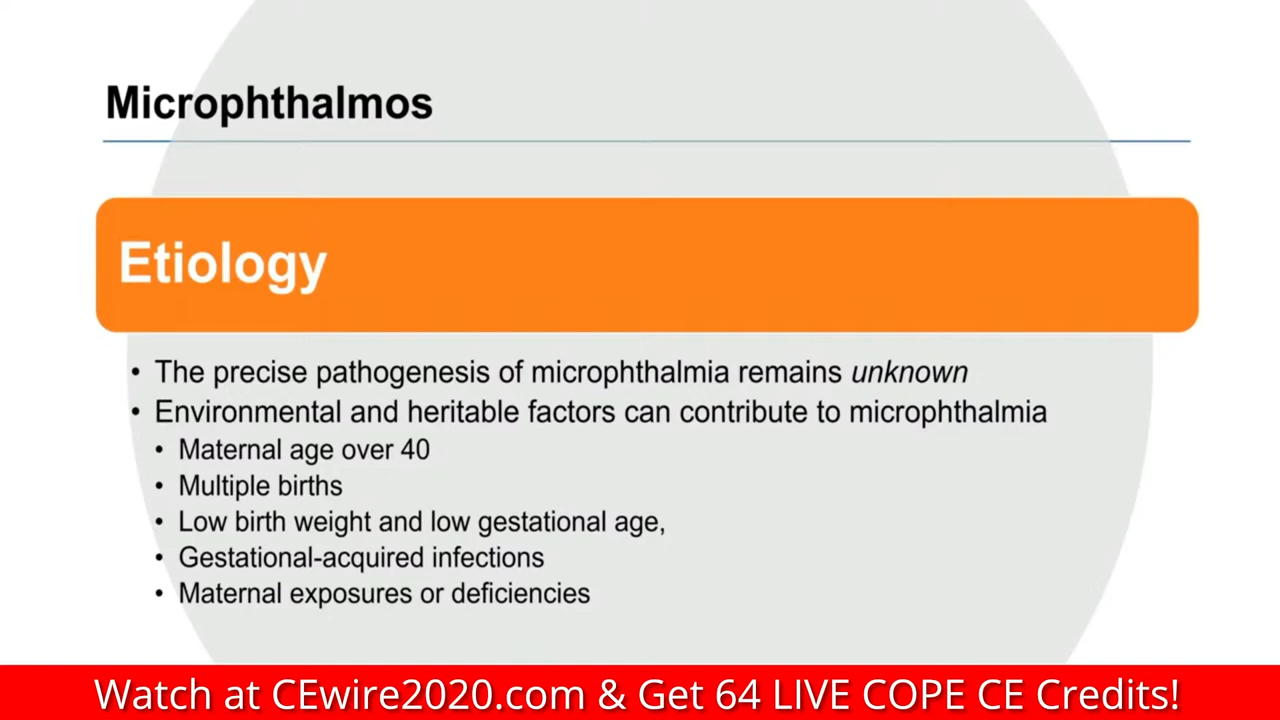 Microphthalmos
Etiology
• The precise pathogenesis of microphthalmia remains unknown
• Environmental and heritable factors can contribute to microphthalmia
• Maternal age over 40
• Multiple births
• Low birth weight and low gestational age,
• Gestational-acquired infections
• Maternal exposures or deficiencies
Watch at CEwire2020.com & Get 64 LIVE COPE CE Credits!